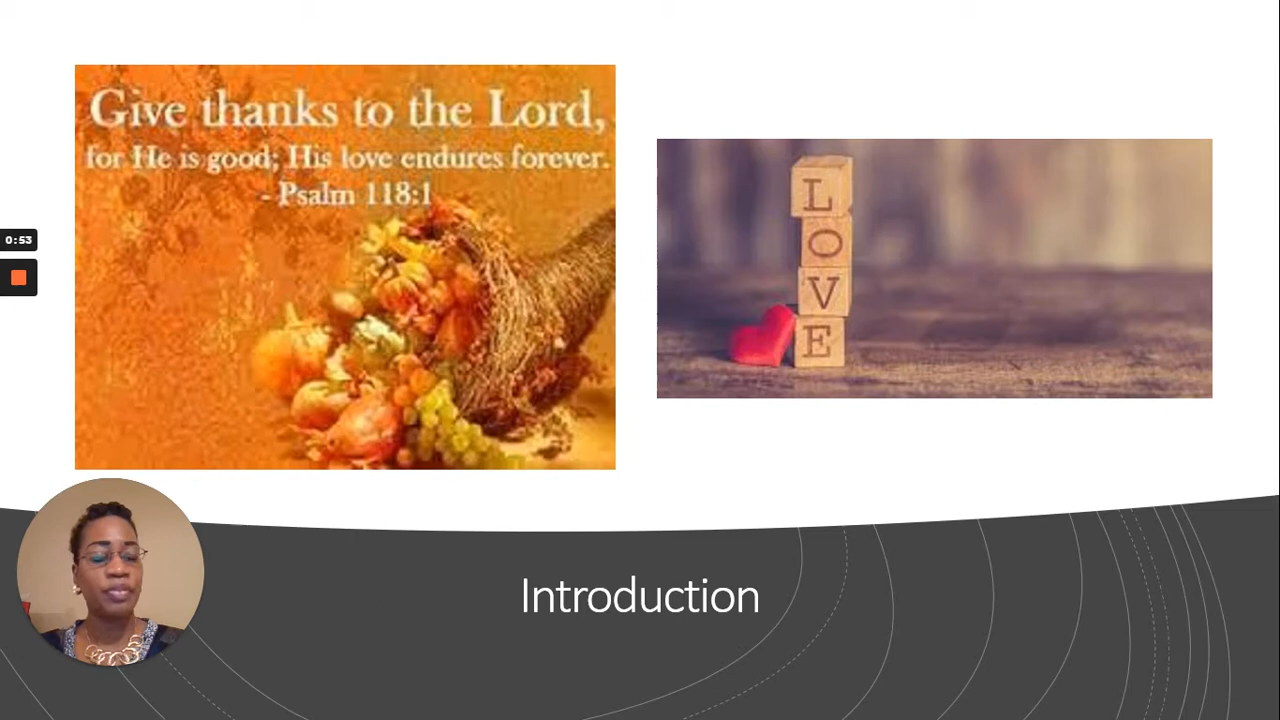 Give thanks to the Lord,
for He is good; His love endures forever.
- Psalm 118:1
L
O
V
E
0:53
Introduction